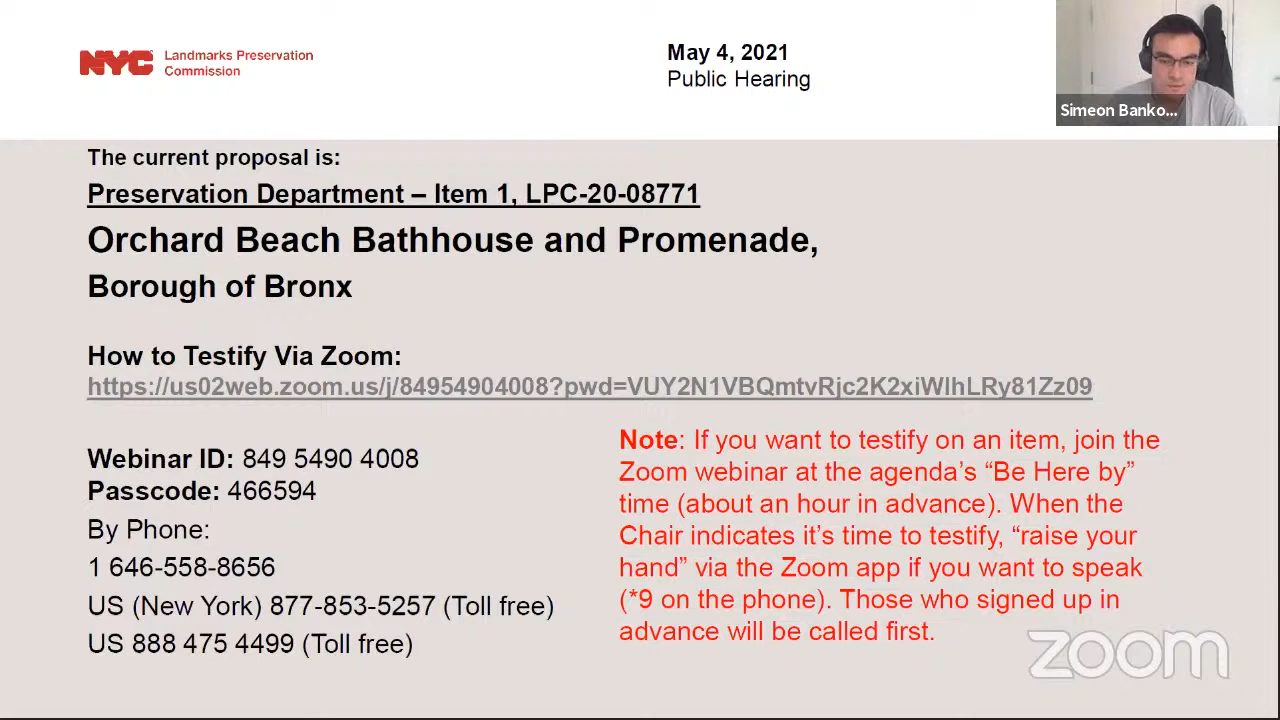 NYC Landmarks Preservation
Commission
May 4, 2021
Public Hearing
Simeon Banko...
The current proposal is:
Preservation Department – Item 1, LPC-20-08771
Orchard Beach Bathhouse and Promenade,
Borough of Bronx
How to Testify Via Zoom:
https://us02web.zoom.us/j/84954904008?pwd=VUY2N1VBQmtvRjc2K2xiWlhLRy81Zz09
Webinar ID: 849 5490 4008
Passcode: 466594
By Phone:
1 646-558-8656
US (New York) 877-853-5257 (Toll free)
US 888 475 4499 (Toll free)
Note: If you want to testify on an item, join the
Zoom webinar at the agenda’s “Be Here by”
time (about an hour in advance). When the
Chair indicates it’s time to testify, “raise your
hand” via the Zoom app if you want to speak
(*9 on the phone). Those who signed up in
advance will be called first.
zoom